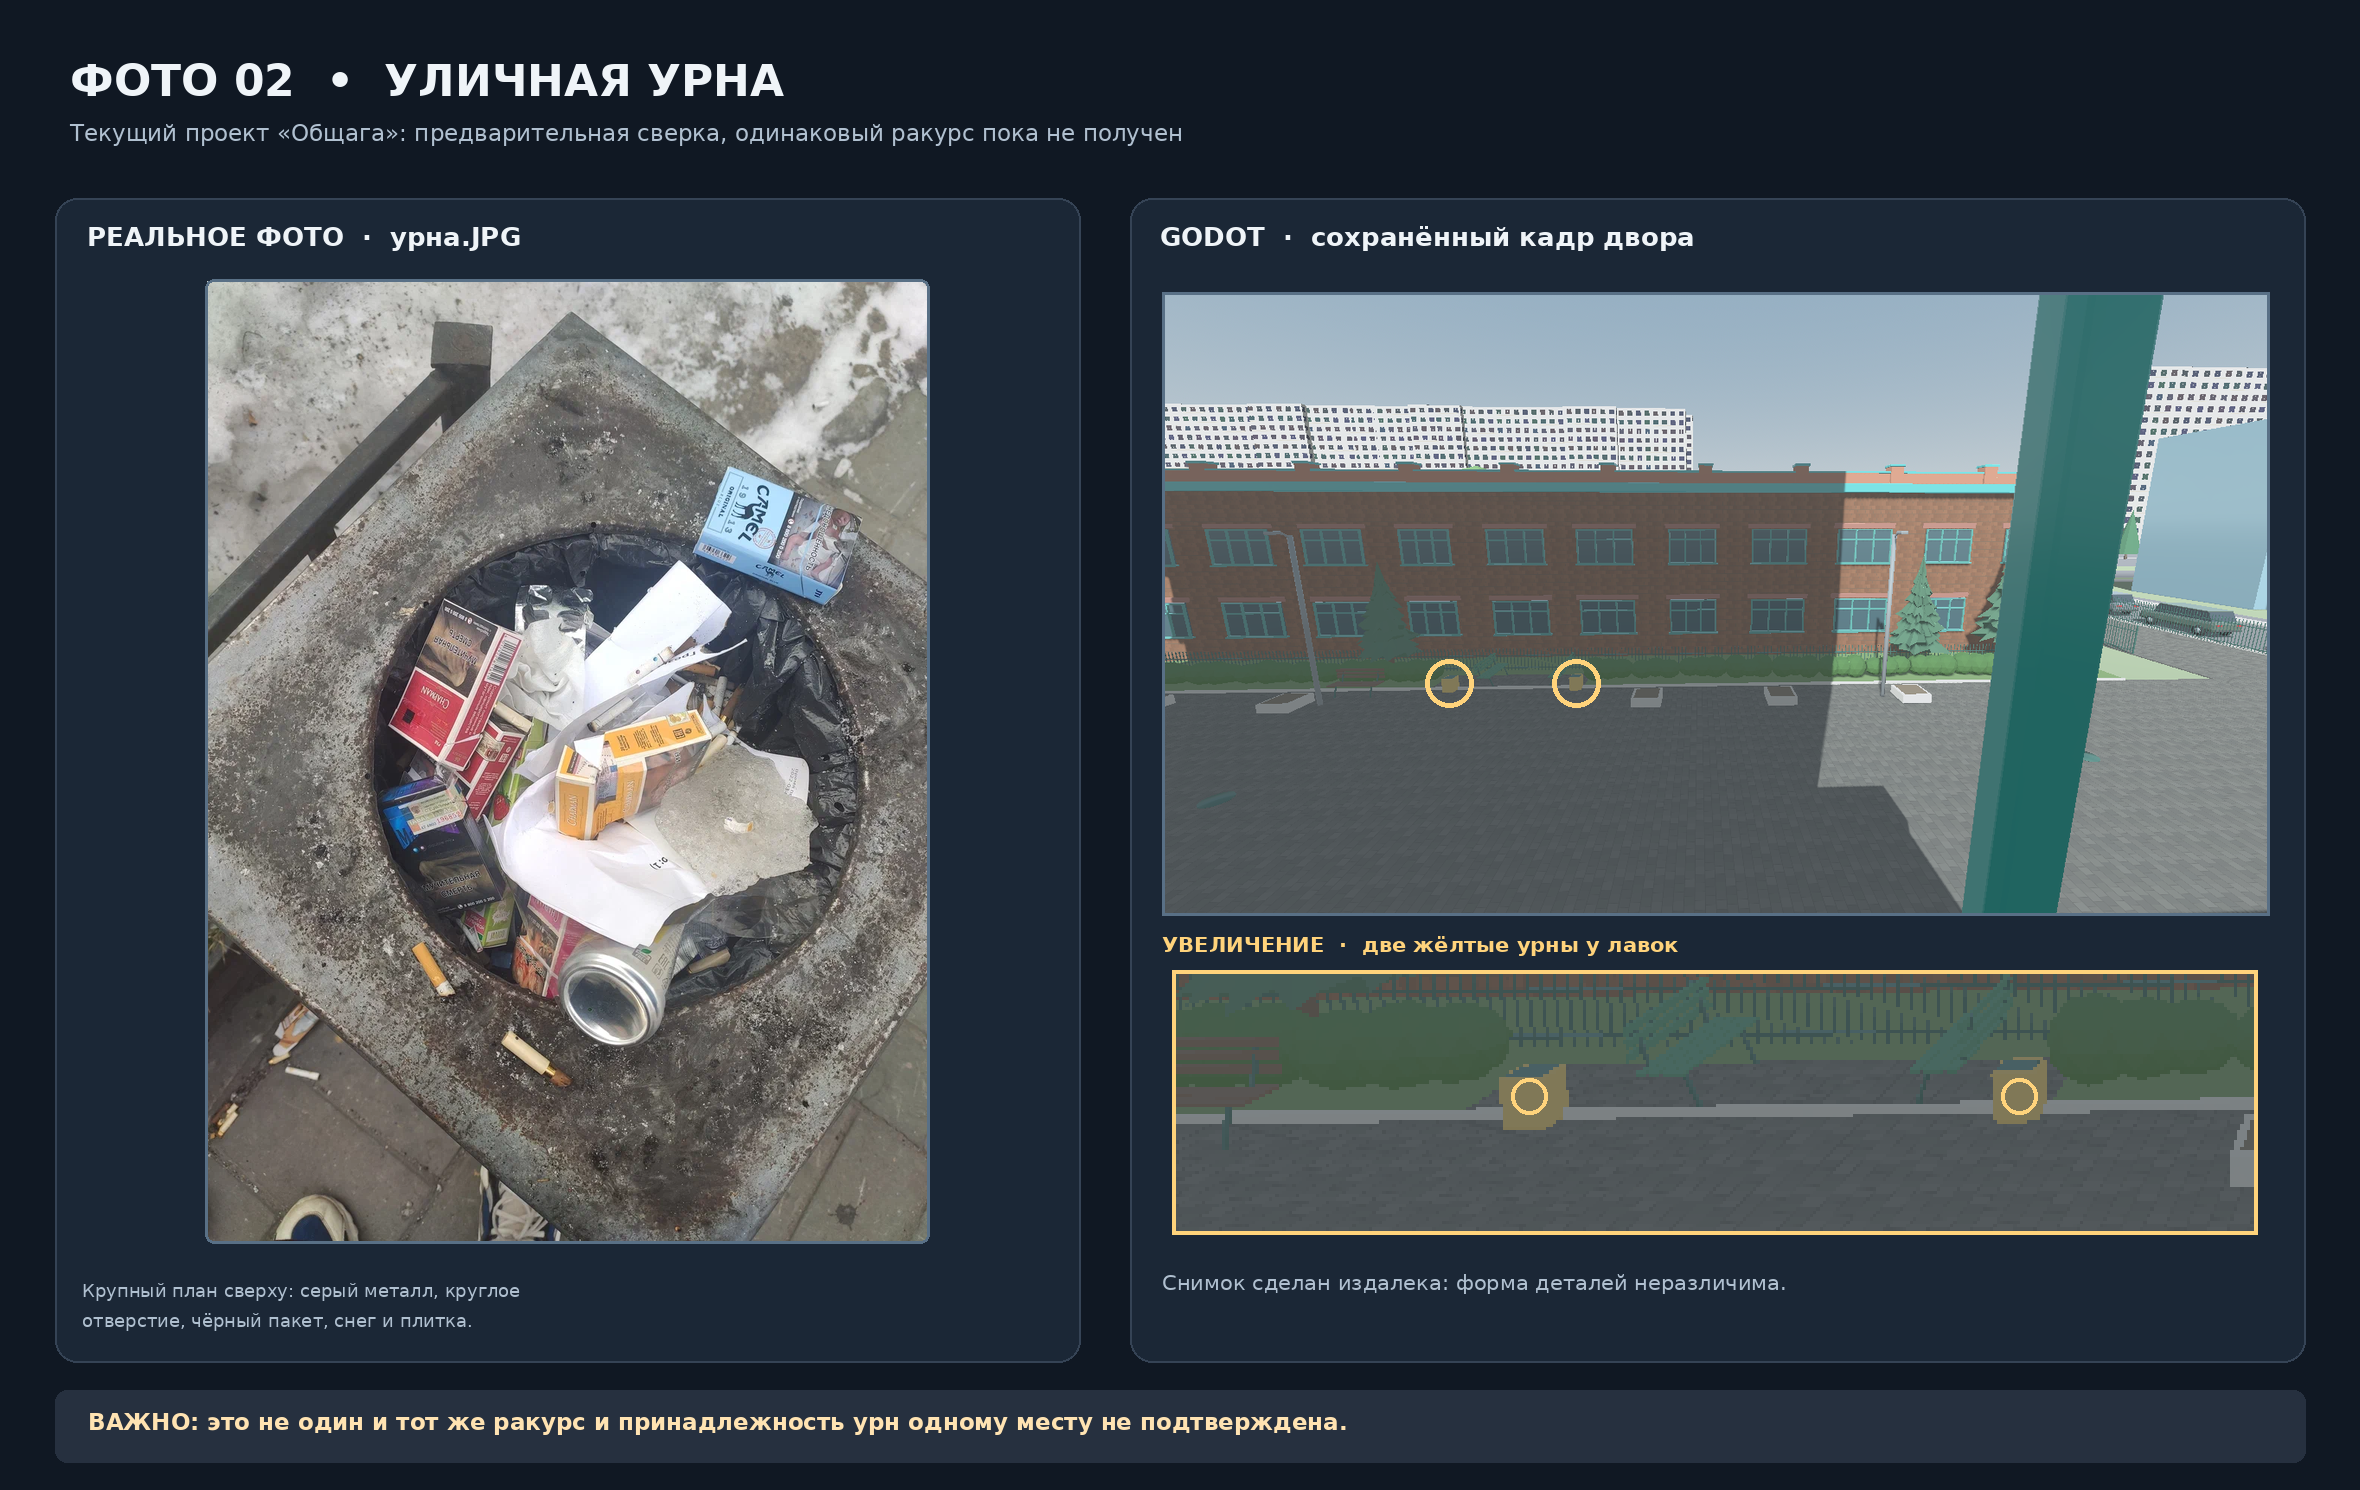 ФОТО 02 • УЛИЧНАЯ УРНА
Текущий проект «Общага»: предварительная сверка, одинаковый ракурс пока не получен
РЕАЛЬНОЕ ФОТО · урна.JPG
CAMEL
ORIGINAL
CAMEL
CHAPMAN
Крупный план сверху: серый металл, круглое
отверстие, чёрный пакет, снег и плитка.
GODOT · сохранённый кадр двора
УВЕЛИЧЕНИЕ · две жёлтые урны у лавок
Снимок сделан издалека: форма деталей неразличима.
ВАЖНО: это не один и тот же ракурс и принадлежность урн одному месту не подтверждена.